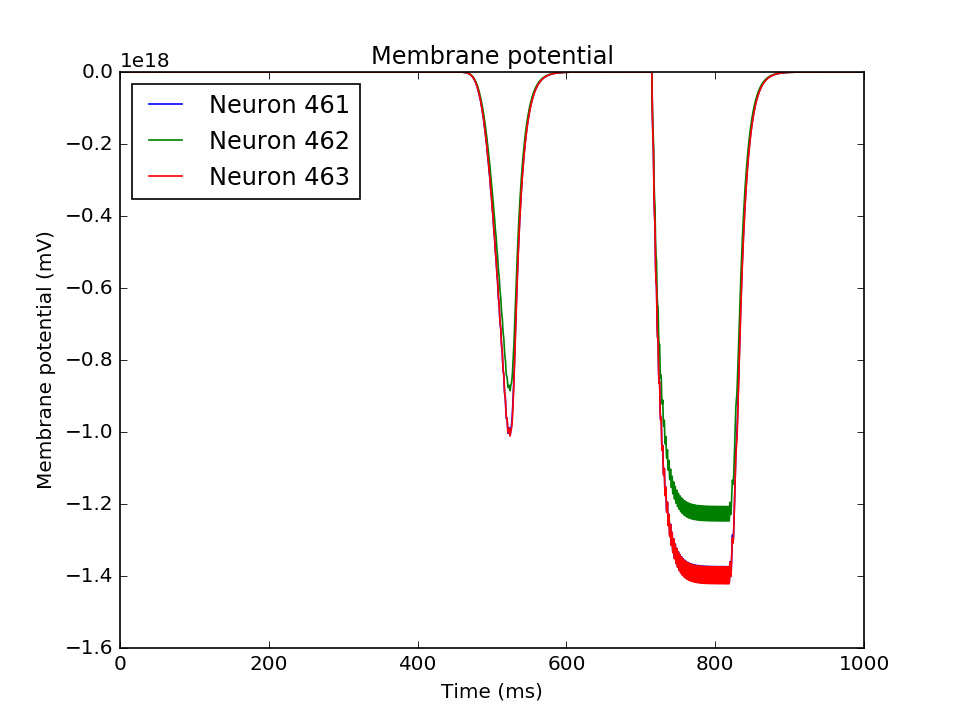 Membrane potential
1e18
Neuron 461
Neuron 462
Neuron 463
0.0
−0.2
−0.4
−0.6
−0.8
−1.0
−1.2
−1.4
−1.6
Membrane potential (mV)
0 200 400 600 800 1000
Time (ms)